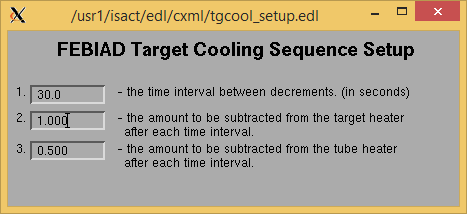 /usr1/isact/edl/cxml/tgcool_setup.edl
FEBIAD Target Cooling Sequence Setup
1. 30.0 - the time interval between decrements. (in seconds)
2. 1.000 - the amount to be subtracted from the target heater
after each time interval.
3. 0.500 - the amount to be subtracted from the tube heater
after each time interval.